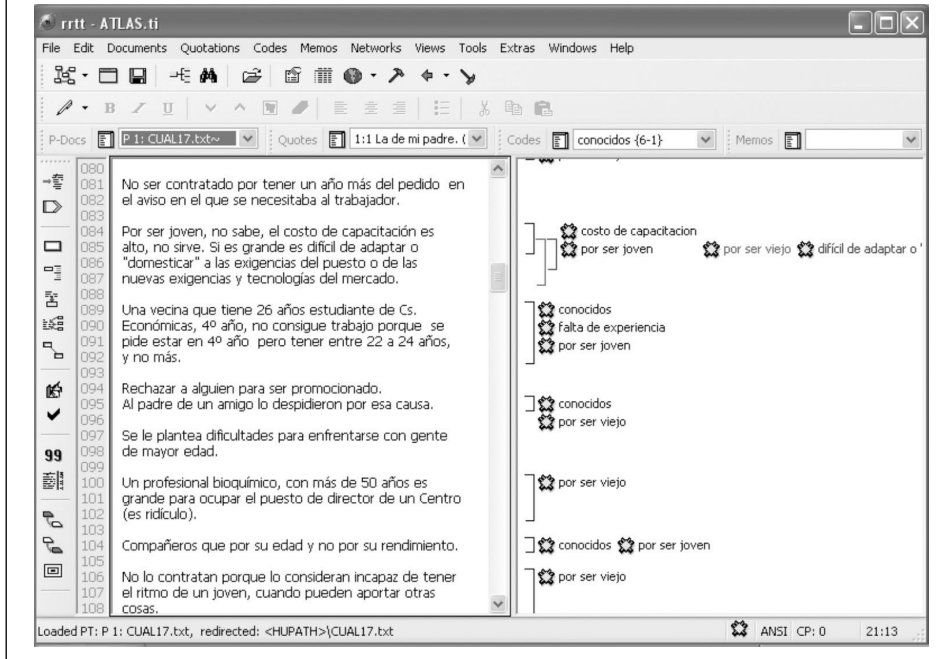 rrtt - ATLAS.ti
File Edit Documents Quotations Codes Memos Networks Views Tools Extras Windows Help
B I U
P-Docs P 1: CUAL17.txt~ Quotes 1:1 La de mi padre. ( Codes conocidos {6-1} Memos
080
081 No ser contratado por tener un año más del pedido en
082 el aviso en el que se necesitaba al trabajador.
083
084 Por ser joven, no sabe, el costo de capacitación es costo de capacitacion
085 alto, no sirve. Si es grande es difícil de adaptar o por ser joven por ser viejo difícil de adaptar o '
086 "domesticar" a las exigencias del puesto o de las
087 nuevas exigencias y tecnologías del mercado.
088
089 Una vecina que tiene 26 años estudiante de Cs. conocidos
090 Económicas, 4º año, no consigue trabajo porque se falta de experiencia
091 pide estar en 4º año pero tener entre 22 a 24 años, por ser joven
092 y no más.
093
094 Rechazar a alguien para ser promocionado.
095 Al padre de un amigo lo despidieron por esa causa. conocidos
096 por ser viejo
097 Se le plantea dificultades para enfrentarse con gente
098 de mayor edad.
099
100 Un profesional bioquímico, con más de 50 años es por ser viejo
101 grande para ocupar el puesto de director de un Centro
102 (es ridículo).
103
104 Compañeros que por su edad y no por su rendimiento. conocidos por ser joven
105
106 No lo contratan porque lo consideran incapaz de tener por ser viejo
107 el ritmo de un joven, cuando pueden aportar otras
108 cosas.
Loaded PT: P 1: CUAL17.txt, redirected: <HUPATH>\CUAL17.txt ANSI CP: 0 21:13